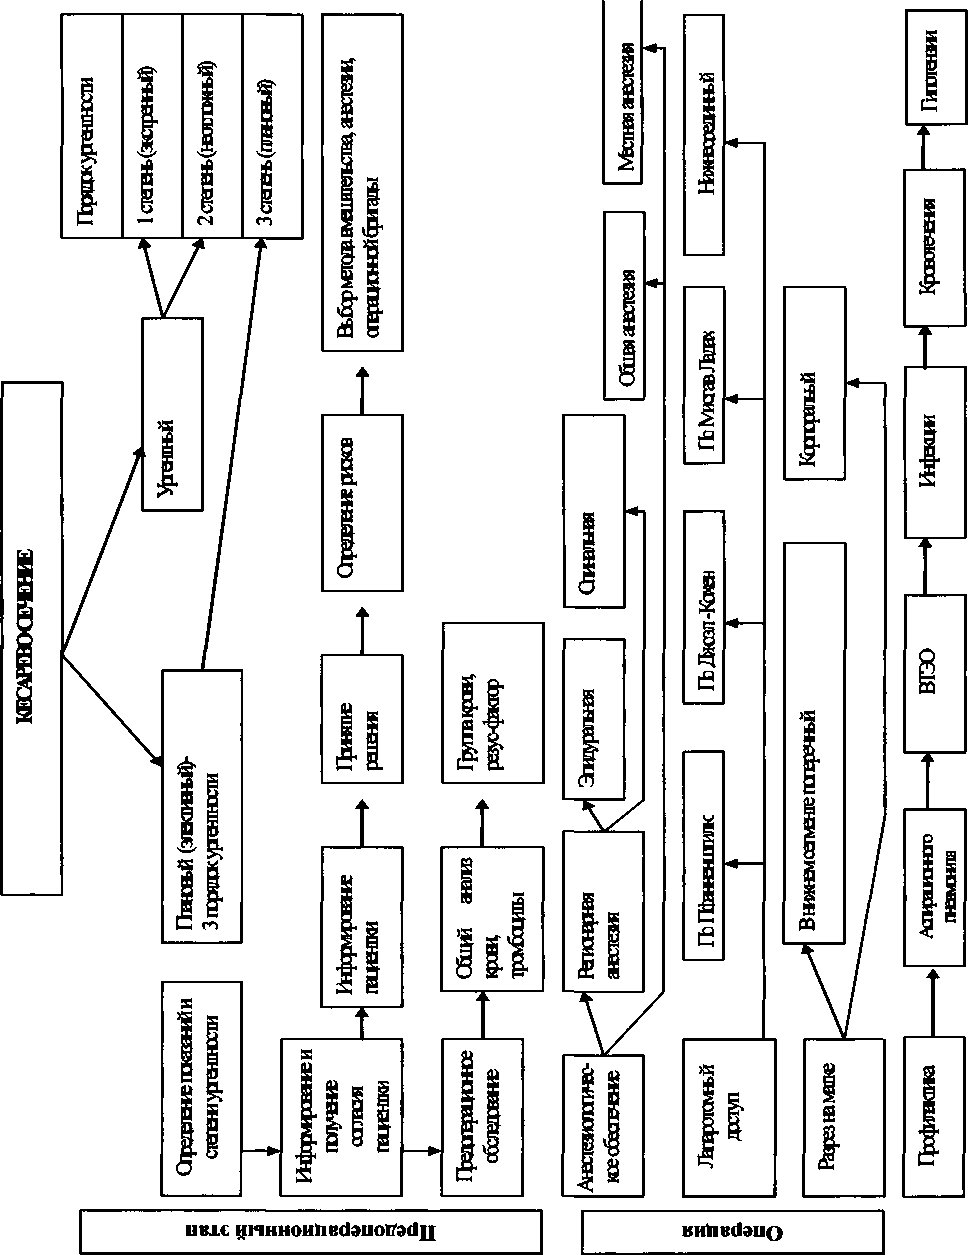 КЕСАРЕВО СЕЧЕНИЕ
Порядок ургентности
1 степень (экстренный)
2 степень (неотложный)
3 степень (плановый)
Ургентный
Плановый (элективный)-
3 порядок ургентности
Предоперационный этап
Определение показаний и
степени ургентности
Информирование и
получение
согласия
пациентки
Информирование
пациентки
Принятие
решения
Определение рисков
Выбор метода вмешательства, анестезии,
операционной бригады
Предоперационное
обследование
Общий анализ
крови,
тромбоциты
Группа крови,
резус-фактор
Операция
Анестезиологичес-
кое обеспечение
Регионарная
анестезия
Эпидуральная
Спинальная
Общая анестезия
Местная анестезия
Лапаротомный
доступ
По Пфанненштилю
По Джоэл - Кохен
По Мисгав Ладах
Нижнесрединный
Разрез на матке
В нижнем сегменте поперечный
Корпоральный
Профилактика
Аспирационного
пневмонита
ВТЭО
Инфекции
Кровотечения
Гипотензии